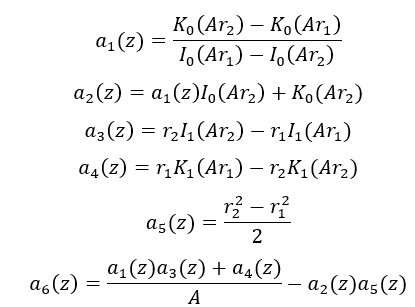 a₁(z) = (K₀(Ar₂) − K₀(Ar₁)) / (I₀(Ar₁) − I₀(Ar₂))
a₂(z) = a₁(z)I₀(Ar₂) + K₀(Ar₂)
a₃(z) = r₂I₁(Ar₂) − r₁I₁(Ar₁)
a₄(z) = r₁K₁(Ar₁) − r₂K₁(Ar₂)
a₅(z) = (r₂² − r₁²) / 2
a₆(z) = (a₁(z)a₃(z) + a₄(z)) / A − a₂(z)a₅(z)